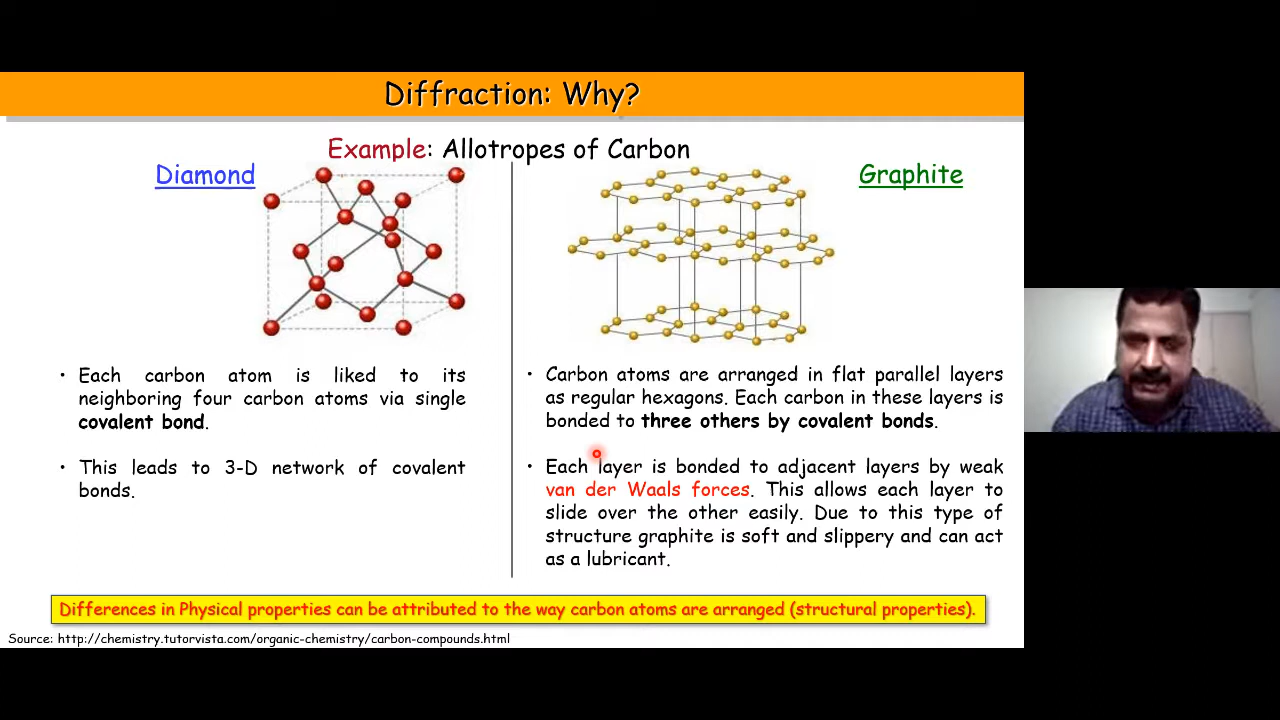 Diffraction: Why?
Example: Allotropes of Carbon
Diamond
Graphite
• Each carbon atom is liked to its
neighboring four carbon atoms via single
covalent bond.
• This leads to 3-D network of covalent
bonds.
• Carbon atoms are arranged in flat parallel layers
as regular hexagons. Each carbon in these layers is
bonded to three others by covalent bonds.
• Each layer is bonded to adjacent layers by weak
van der Waals forces. This allows each layer to
slide over the other easily. Due to this type of
structure graphite is soft and slippery and can act
as a lubricant.
Differences in Physical properties can be attributed to the way carbon atoms are arranged (structural properties).
Source: http://chemistry.tutorvista.com/organic-chemistry/carbon-compounds.html